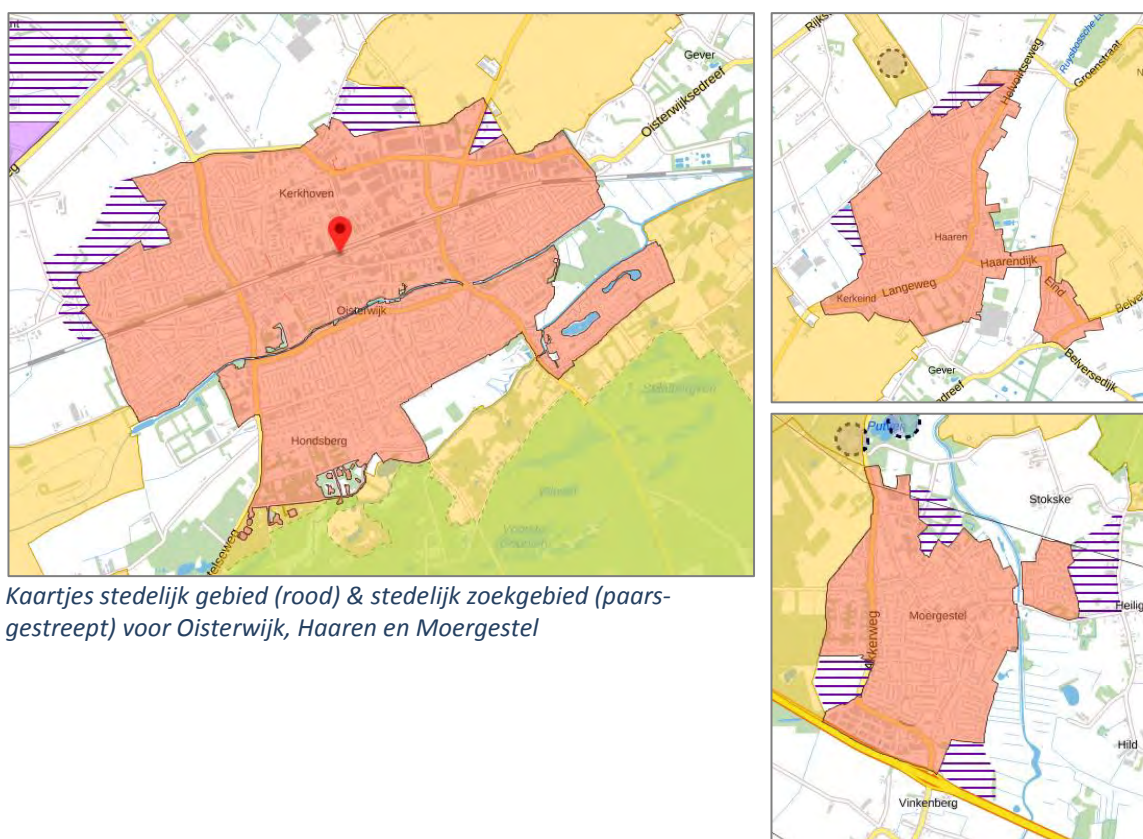 Gever
Oisterwijksedreef
Kerkhoven
Oisterwijk
Hondsberg
Kaartjes stedelijk gebied (rood) & stedelijk zoekgebied (paars-
gestreept) voor Oisterwijk, Haaren en Moergestel
Helvoirtseweg
Groenstraat
Haaren
Haarendijk
Langeweg
Kerkeind
Eind
Gever
Belversedijk
Stokske
Moergestel
Heilig
Hild
Vinkenberg